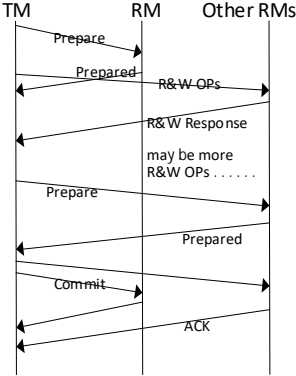 TM RM Other RMs
Prepare
Prepared
R&W OPs
R&W Response
may be more
R&W OPs . . . . . .
Prepare
Prepared
Commit
ACK